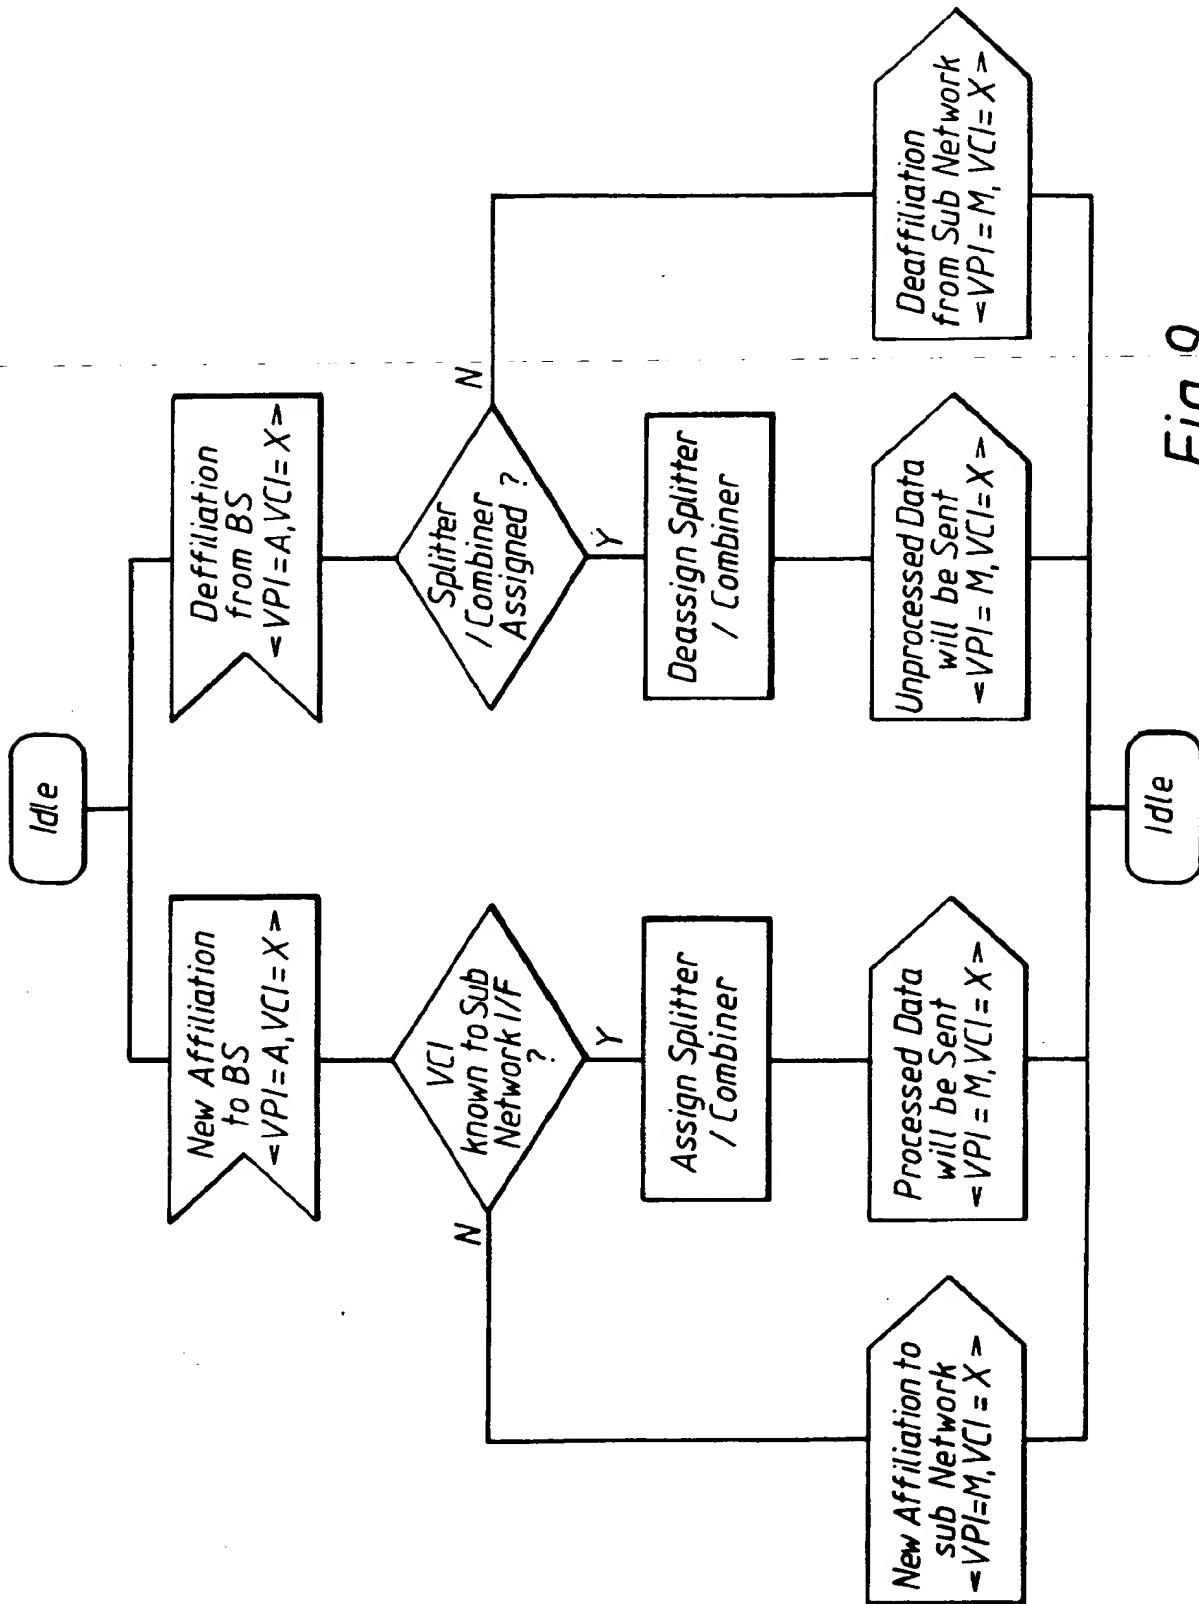 Idle
New Affiliation
to BS
<VPI=A,VCI=X>
Deffiliation
from BS
<VPI=A,VCI=X>
VCI
known to Sub
Network I/F
?
N
Y
Splitter
/Combiner
Assigned ?
N
Y
Assign Splitter
/ Combiner
Deassign Splitter
/ Combiner
New Affiliation to
sub Network
<VPI=M,VCI=X>
Processed Data
will be Sent
<VPI=M,VCI=X>
Unprocessed Data
will be Sent
<VPI=M,VCI=X>
Deaffiliation
from Sub Network
<VPI=M,VCI=X>
Idle
Fig. 9